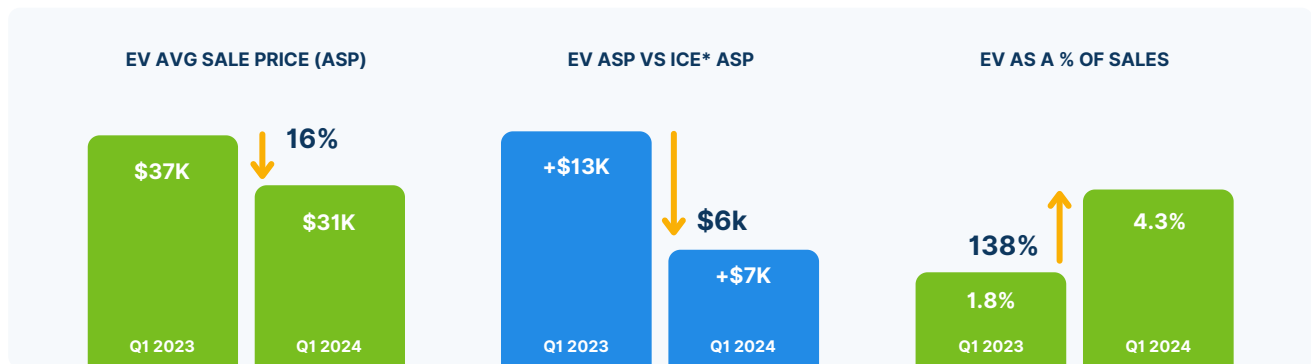 EV AVG SALE PRICE (ASP)
$37K
16%
$31K
Q1 2023
Q1 2024
EV ASP VS ICE* ASP
+$13K
$6k
+$7K
Q1 2023
Q1 2024
EV AS A % OF SALES
138%
4.3%
1.8%
Q1 2023
Q1 2024